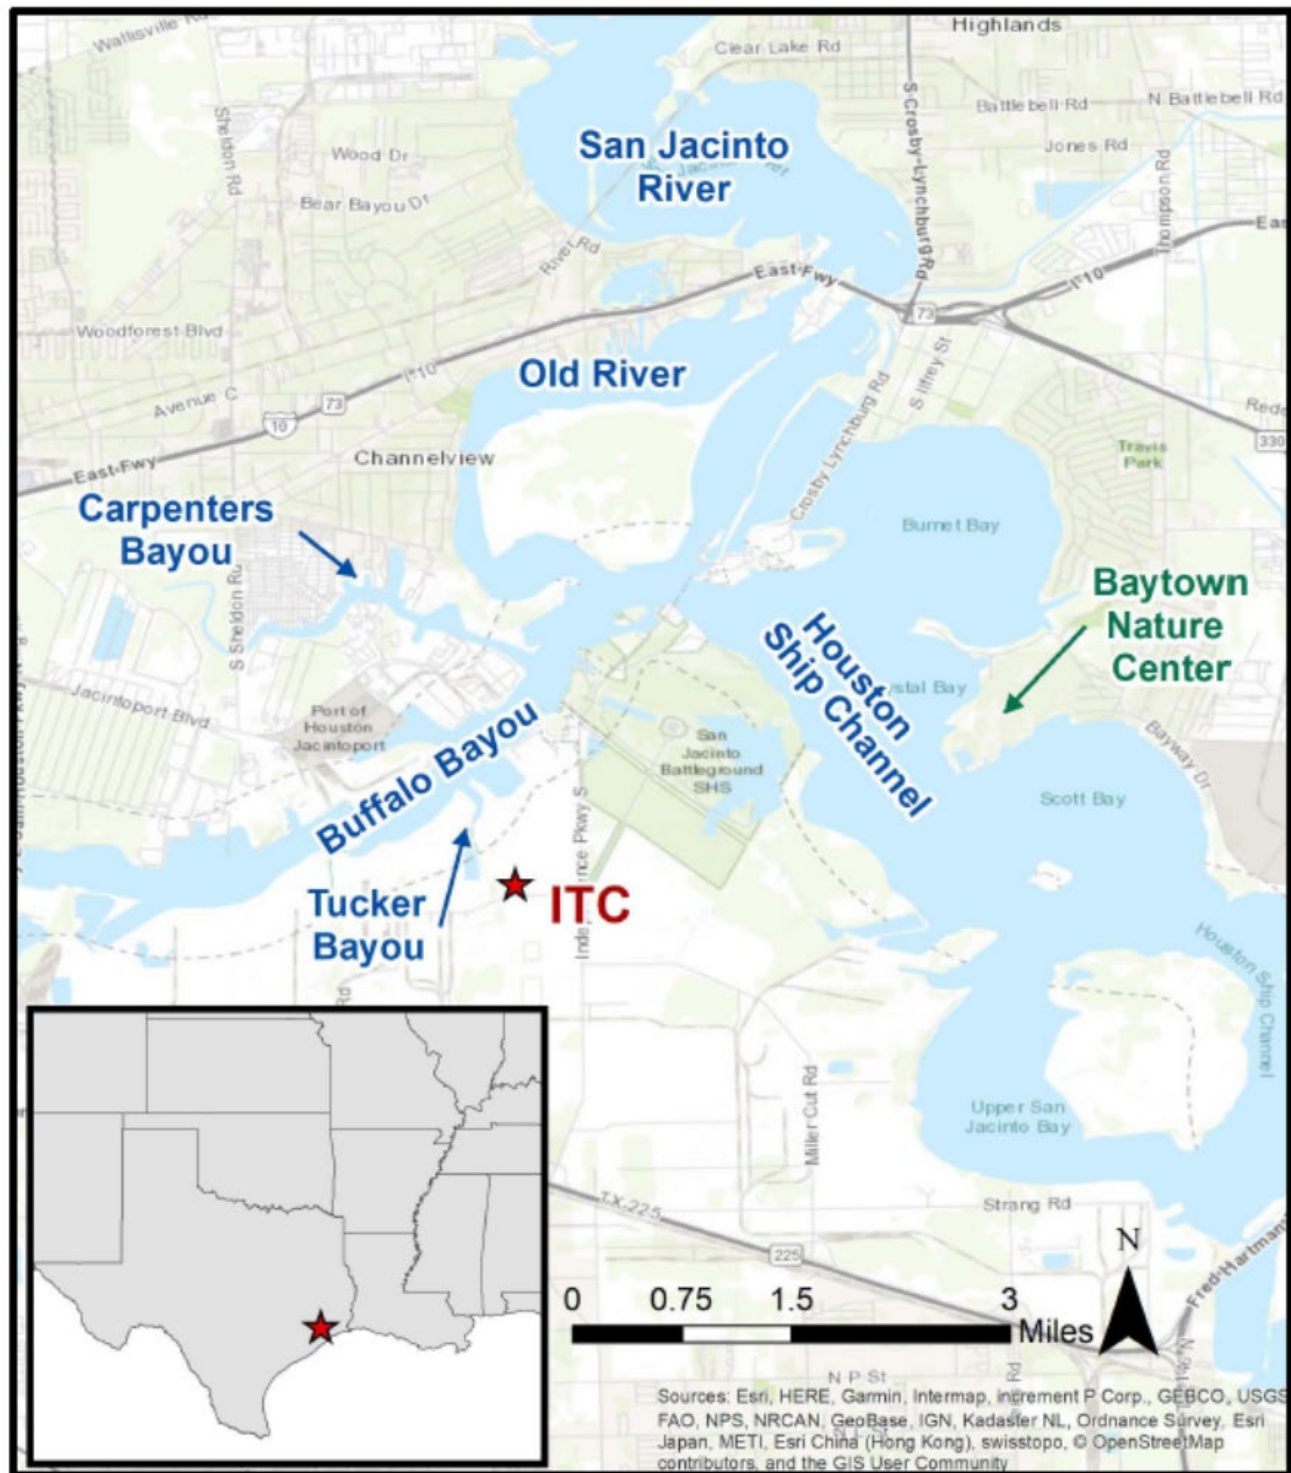 Highlands
Wallisville Rd
Clear Lake Rd
S Crosby-Lynchburg Rd
Battlebell Rd
N Battlebell Rd
Sheldon Rd
Wood Dr
Jones Rd
San Jacinto
River
Thompson Rd
Bear Bayou Dr
River Rd
East Fwy
I-10
73
Woodforest Blvd
Old River
I-10
S Ilfrey St
Crosby Lynchburg Rd
Avenue C
73
10
330
East Fwy
Channelview
Travis
Park
Carpenters
Bayou
Burnet Bay
S Sheldon Rd
Baytown
Nature
Center
Houston
Ship Channel
Jacintoport Blvd
Port of
Houston
Jacintoport
Buffalo Bayou
San
Jacinto
Battleground
SHS
Bayway Dr
Scott Bay
Tucker
Bayou
ITC
Houston Ship Channel
Rd
Miller Cut Rd
Upper San
Jacinto Bay
Strang Rd
TX-225
225
N
0 0.75 1.5 3
Miles
N P St
Rd
Sources: Esri, HERE, Garmin, Intermap, increment P Corp., GEBCO, USGS
FAO, NPS, NRCAN, GeoBase, IGN, Kadaster NL, Ordnance Survey, Esri
Japan, METI, Esri China (Hong Kong), swisstopo, © OpenStreetMap
contributors, and the GIS User Community